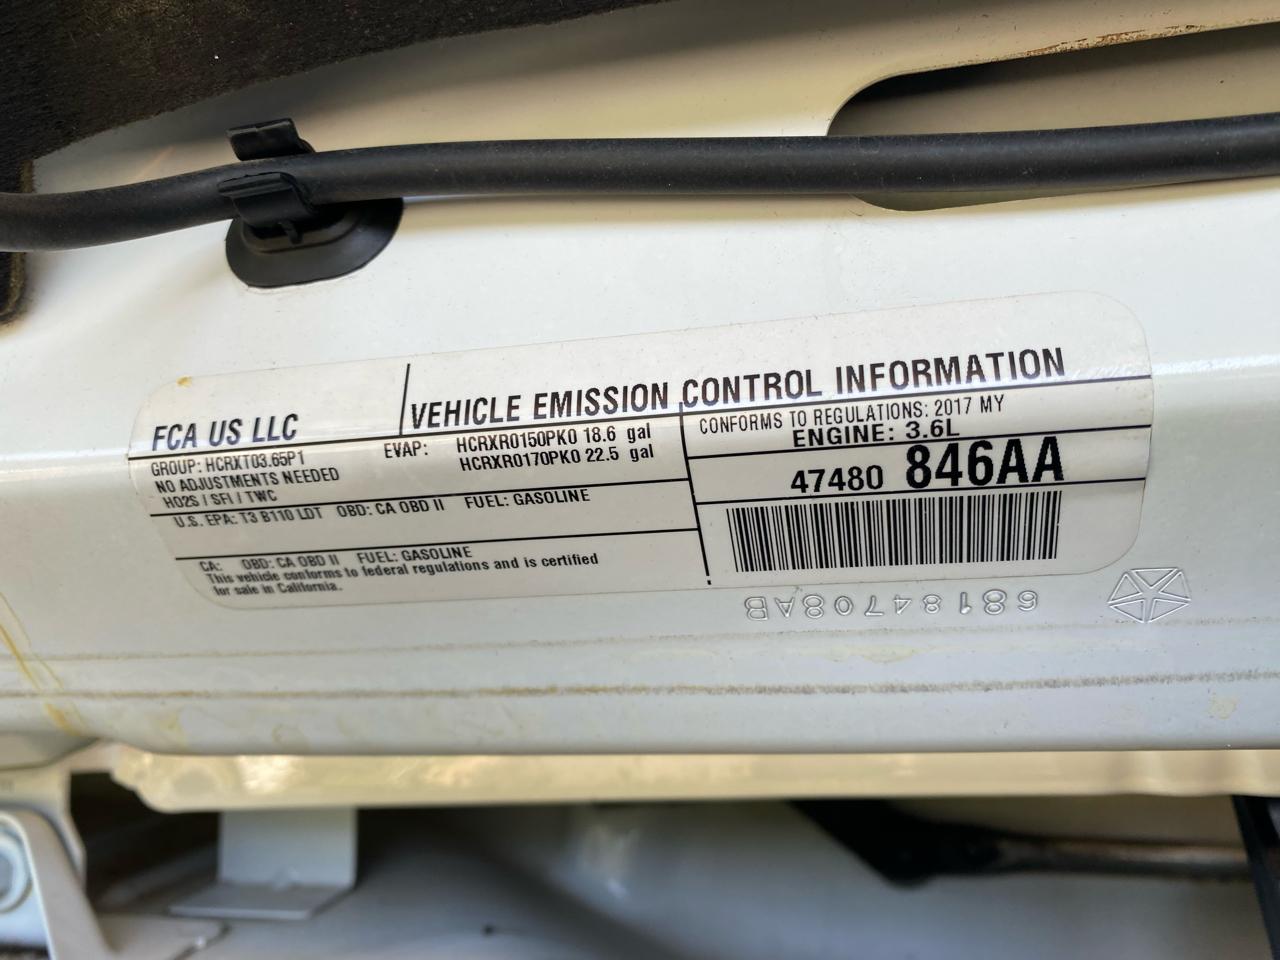 FCA US LLC
VEHICLE EMISSION CONTROL INFORMATION
GROUP: HCRXT03.65P1
NO ADJUSTMENTS NEEDED
HO2S / SFI / TWC
EVAP: HCRXR0150PK0 18.6 gal
HCRXR0170PK0 22.5 gal
U.S. EPA: T3 B110 LDT OBD: CA OBD II FUEL: GASOLINE
CA: OBD: CA OBD II FUEL: GASOLINE
This vehicle conforms to federal regulations and is certified
for sale in California.
CONFORMS TO REGULATIONS: 2017 MY
ENGINE: 3.6L
47480 846AA
68184708AB